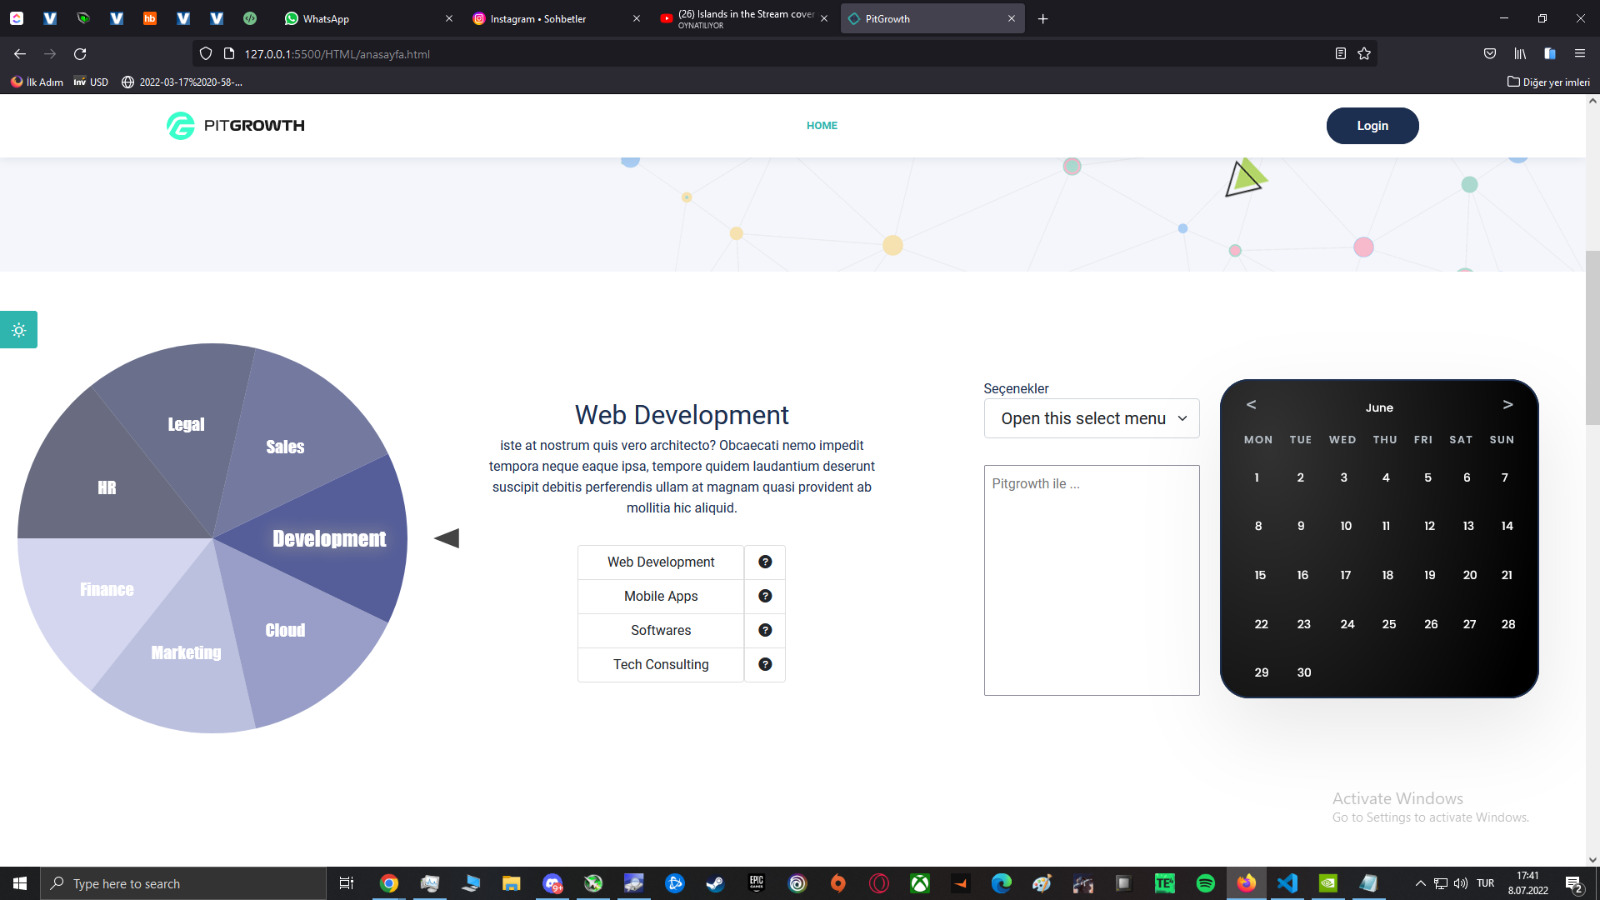 WhatsApp
Instagram • Sohbetler
(26) Islands in the Stream cover
OYNATILIYOR
PitGrowth
127.0.0.1:5500/HTML/anasayfa.html
İlk Adım
Inv USD
2022-03-17%2020-58-...
Diğer yer imleri
PITGROWTH
HOME
Login
Legal
Sales
HR
Development
Finance
Cloud
Marketing
Web Development
iste at nostrum quis vero architecto? Obcaecati nemo impedit
tempora neque eaque ipsa, tempore quidem laudantium deserunt
suscipit debitis perferendis ullam at magnam quasi provident ab
mollitia hic aliquid.
Web Development
Mobile Apps
Softwares
Tech Consulting
Seçenekler
Open this select menu
Pitgrowth ile ...
< June >
MON TUE WED THU FRI SAT SUN
1 2 3 4 5 6 7
8 9 10 11 12 13 14
15 16 17 18 19 20 21
22 23 24 25 26 27 28
29 30
Activate Windows
Go to Settings to activate Windows.
Type here to search
TUR
17:41
8.07.2022
2